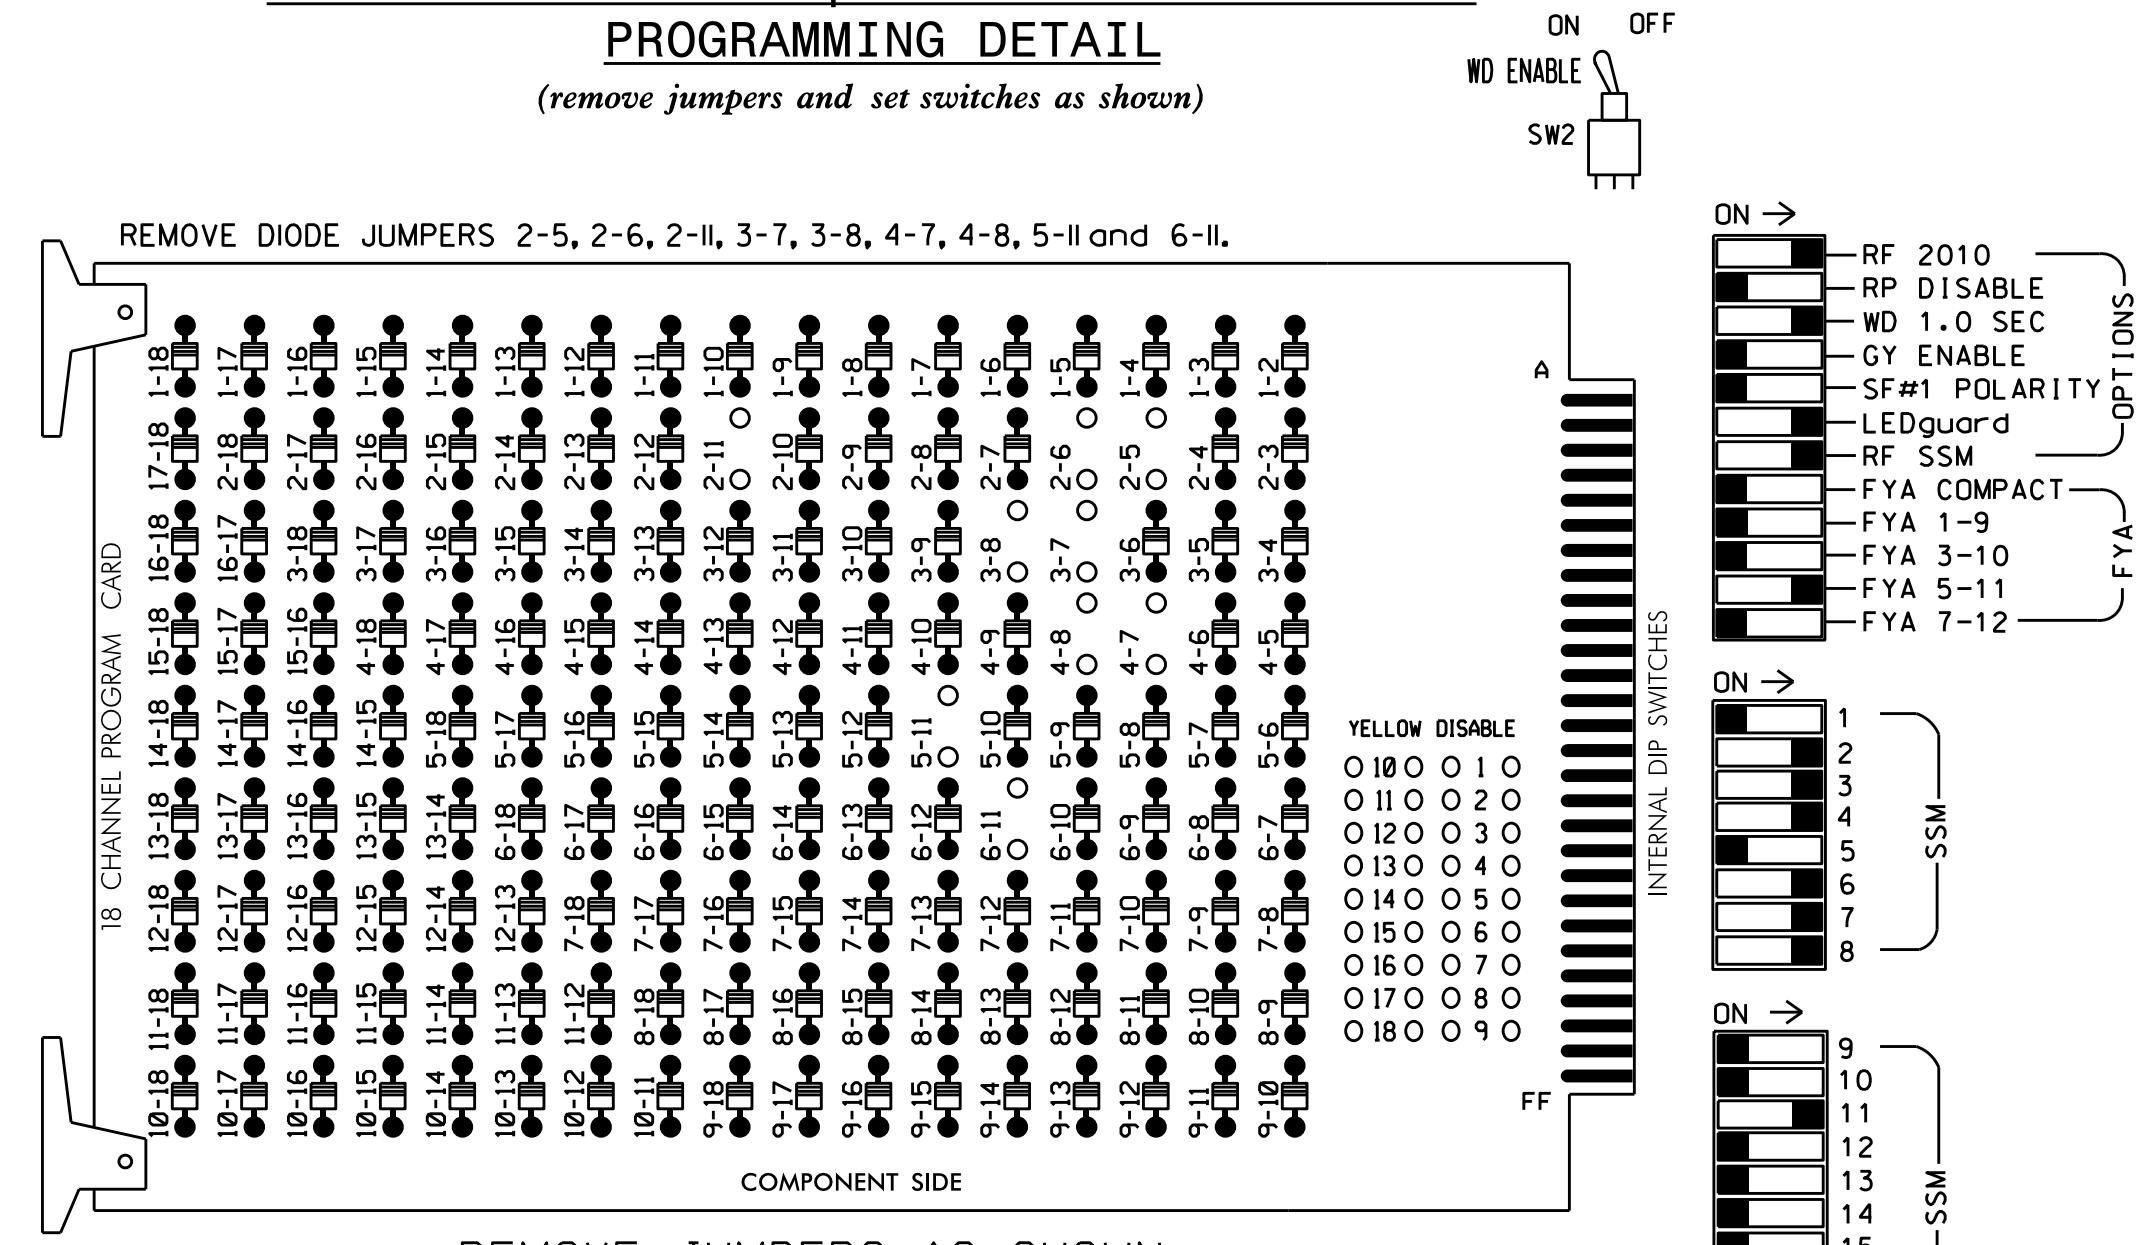 PROGRAMMING DETAIL
(remove jumpers and set switches as shown)
ON OFF
WD ENABLE
SW2
REMOVE DIODE JUMPERS 2-5, 2-6, 2-11, 3-7, 3-8, 4-7, 4-8, 5-11 and 6-11.
1-18 1-17 1-16 1-15 1-14 1-13 1-12 1-11 1-10 1-9 1-8 1-7 1-6 1-5 1-4 1-3 1-2
17-18 2-18 2-17 2-16 2-15 2-14 2-13 2-12 2-11 2-10 2-9 2-8 2-7 2-6 2-5 2-4 2-3
16-18 16-17 3-18 3-17 3-16 3-15 3-14 3-13 3-12 3-11 3-10 3-9 3-8 3-7 3-6 3-5 3-4
15-18 15-17 15-16 4-18 4-17 4-16 4-15 4-14 4-13 4-12 4-11 4-10 4-9 4-8 4-7 4-6 4-5
14-18 14-17 14-16 14-15 5-18 5-17 5-16 5-15 5-14 5-13 5-12 5-11 5-10 5-9 5-8 5-7 5-6
13-18 13-17 13-16 13-15 13-14 6-18 6-17 6-16 6-15 6-14 6-13 6-12 6-11 6-10 6-9 6-8 6-7
12-18 12-17 12-16 12-15 12-14 12-13 7-18 7-17 7-16 7-15 7-14 7-13 7-12 7-11 7-10 7-9 7-8
11-18 11-17 11-16 11-15 11-14 11-13 11-12 8-18 8-17 8-16 8-15 8-14 8-13 8-12 8-11 8-10 8-9
10-18 10-17 10-16 10-15 10-14 10-13 10-12 10-11 9-18 9-17 9-16 9-15 9-14 9-13 9-12 9-11 9-10
18 CHANNEL PROGRAM CARD
COMPONENT SIDE
A
FF
YELLOW DISABLE
10 1
11 2
12 3
13 4
14 5
15 6
16 7
17 8
18 9
INTERNAL DIP SWITCHES
ON
RF 2010
RP DISABLE
WD 1.0 SEC
GY ENABLE
SF#1 POLARITY
LEDguard
RF SSM
OPTIONS
FYA COMPACT
FYA 1-9
FYA 3-10
FYA 5-11
FYA 7-12
FYA
ON
1
2
3
4
5
6
7
8
SSM
ON
9
10
11
12
13
14
15
SSM
REMOVE JUMPERS AS SHOWN